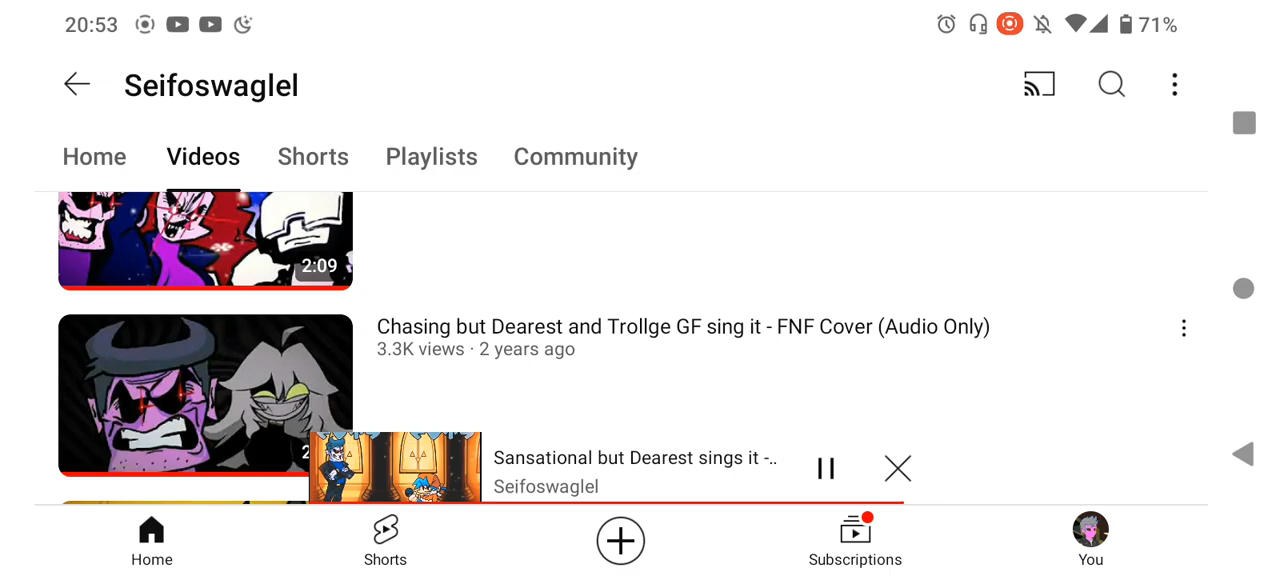 20:53
71%
Seifoswaglel
Home Videos Shorts Playlists Community
2:09
Chasing but Dearest and Trollge GF sing it - FNF Cover (Audio Only)
3.3K views · 2 years ago
2
Sansational but Dearest sings it -..
Seifoswaglel
Home
Shorts
Subscriptions
You